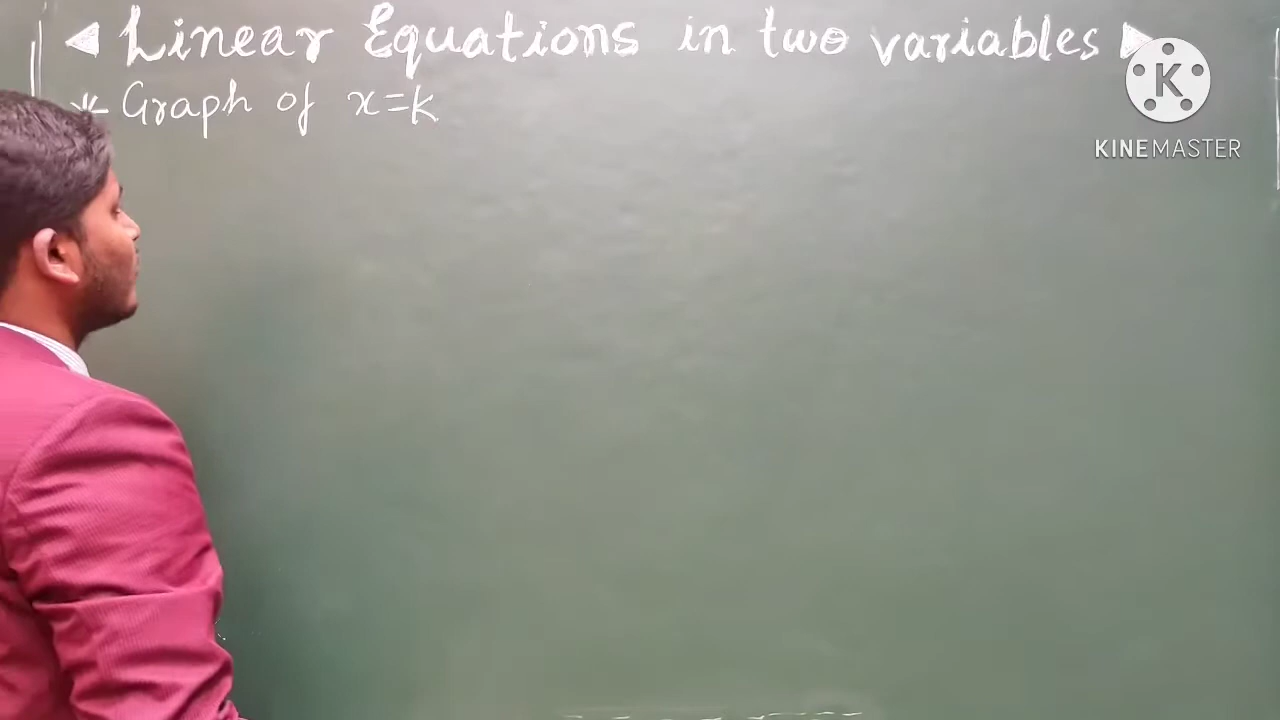 Linear Equations in two variables
* Graph of x=k
K
KINEMASTER